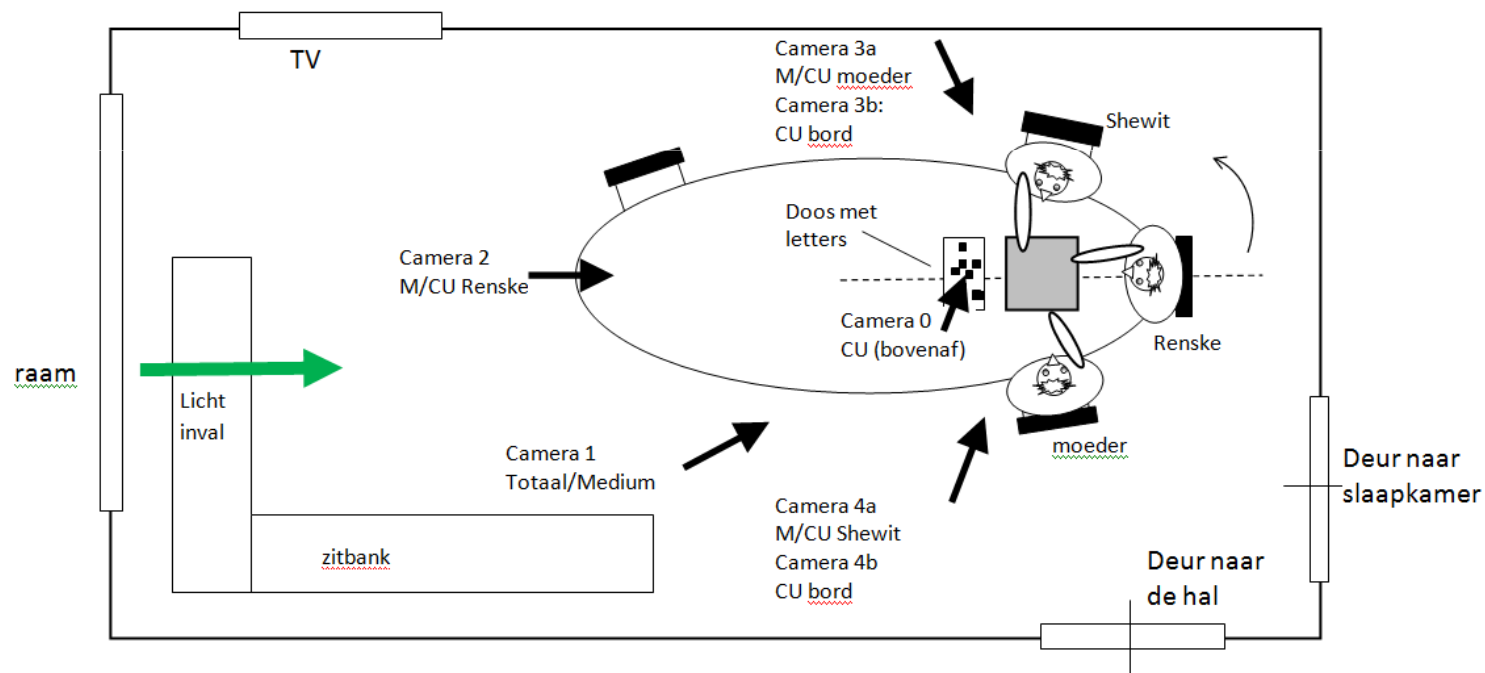 TV
Camera 3a
M/CU moeder
Camera 3b:
CU bord
Shewit
Doos met
letters
Camera 2
M/CU Renske
Camera 0
CU (bovenaf)
Renske
raam
Licht
inval
moeder
Camera 1
Totaal/Medium
Deur naar
slaapkamer
Camera 4a
M/CU Shewit
Camera 4b
CU bord
zitbank
Deur naar
de hal